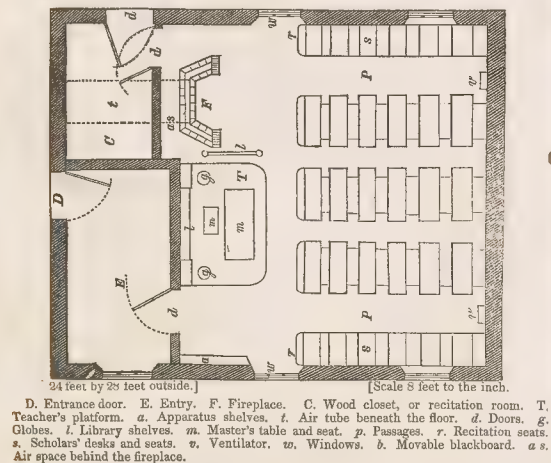 d
d
w
r
s
P
v
t
F
a s
C
l
D
g
T
l
m
m
E
g
d
P
v
a
w
r
s
24 feet by 28 feet outside.] [Scale 8 feet to the inch.
D. Entrance door. E. Entry. F. Fireplace. C. Wood closet, or recitation room. T.
Teacher's platform. a. Apparatus shelves. t. Air tube beneath the floor. d. Doors. g.
Globes. l. Library shelves. m. Master's table and seat. p. Passages. r. Recitation seats.
s. Scholars' desks and seats. v. Ventilator. w. Windows. b. Movable blackboard. a s.
Air space behind the fireplace.